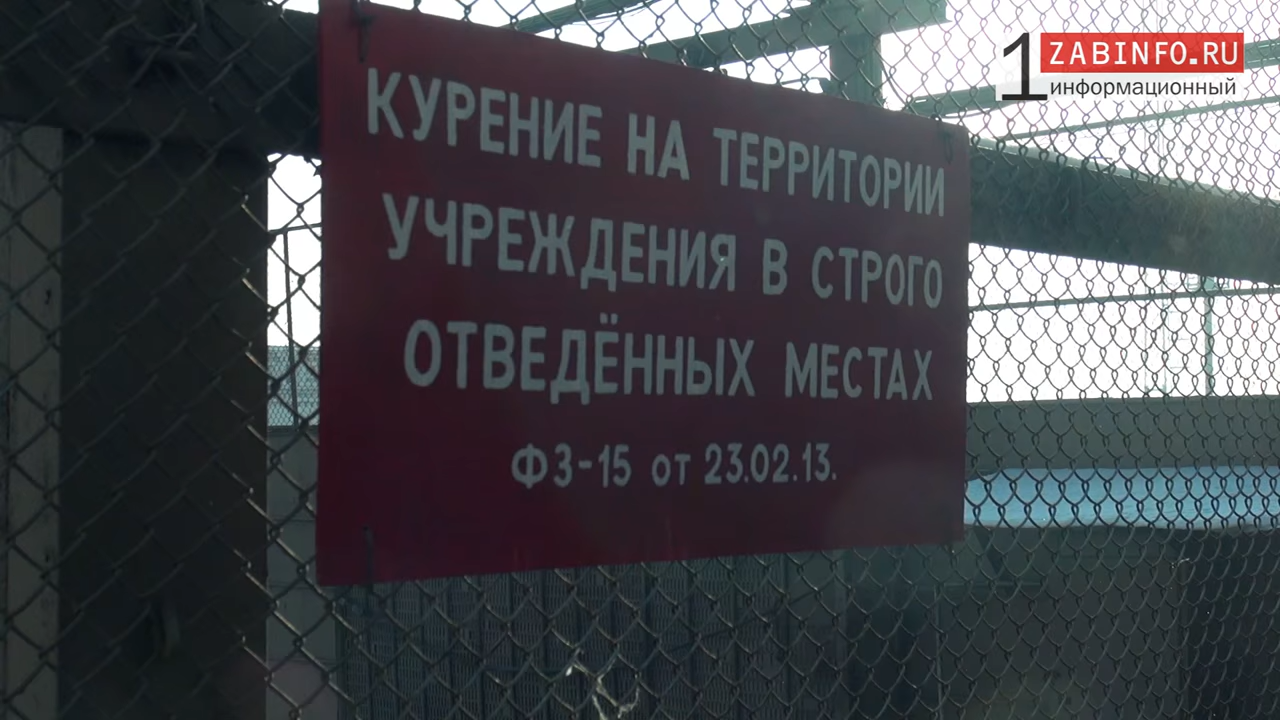 1 ZABINFO.RU
информационный
КУРЕНИЕ НА ТЕРРИТОРИИ
УЧРЕЖДЕНИЯ В СТРОГО
ОТВЕДЁННЫХ МЕСТАХ
ФЗ-15 от 23.02.13.